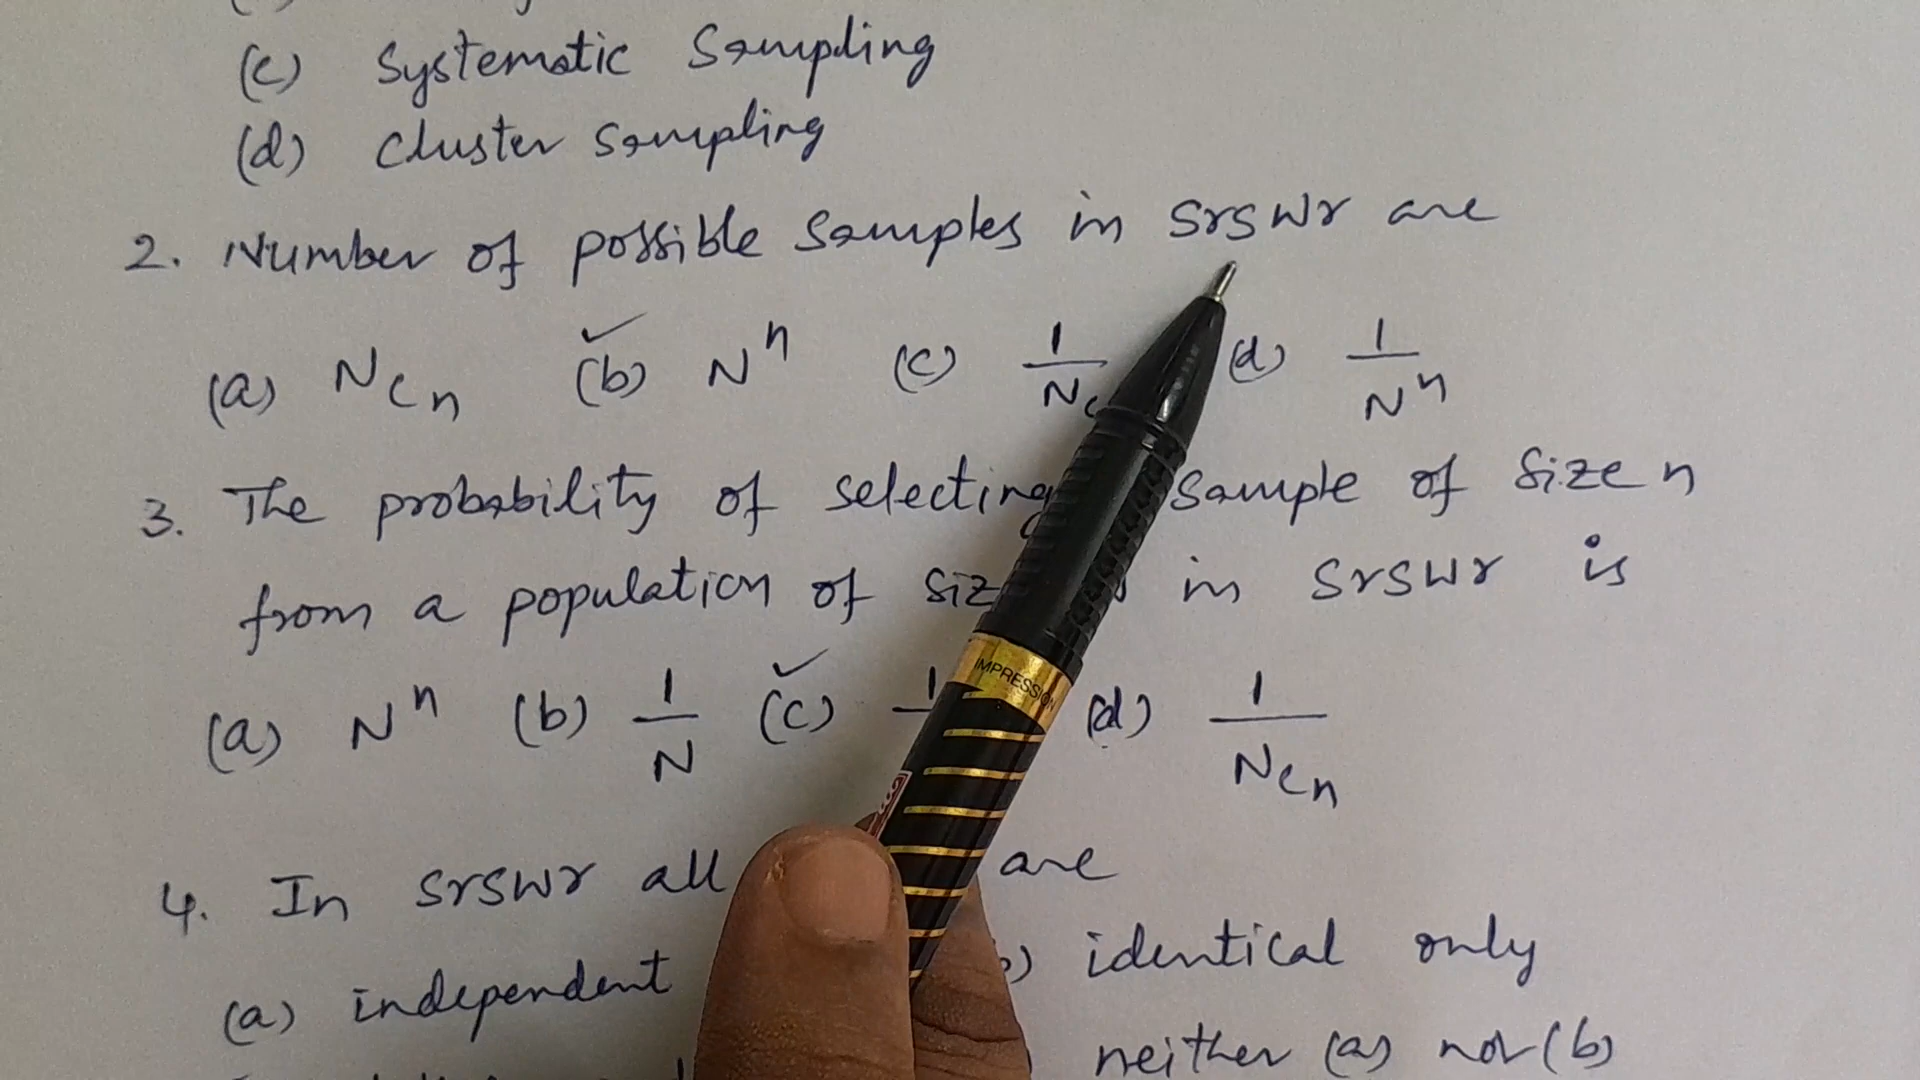 (c) Systematic Sampling
(d) Cluster Sampling
2. Number of possible Samples in srswr are
(a) Ncn (b) N^n (c) 1/Nc (d) 1/N^n
3. The probability of selecting sample of size n
from a population of in srswr is
(a) N^n (b) 1/N (c) 1 (d) 1/Ncn
IMPRESSION
4. In srswr all are
(a) independent identical only
neither (a) nor (b)